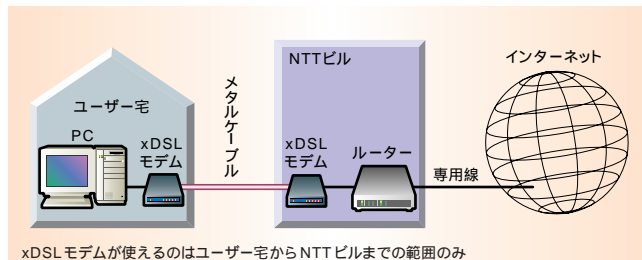 インターネット
NTTビル
メタルケーブル
ユーザー宅
PC
xDSL
モデム
xDSL
モデム
ルーター
専用線
xDSLモデムが使えるのはユーザー宅からNTTビルまでの範囲のみ